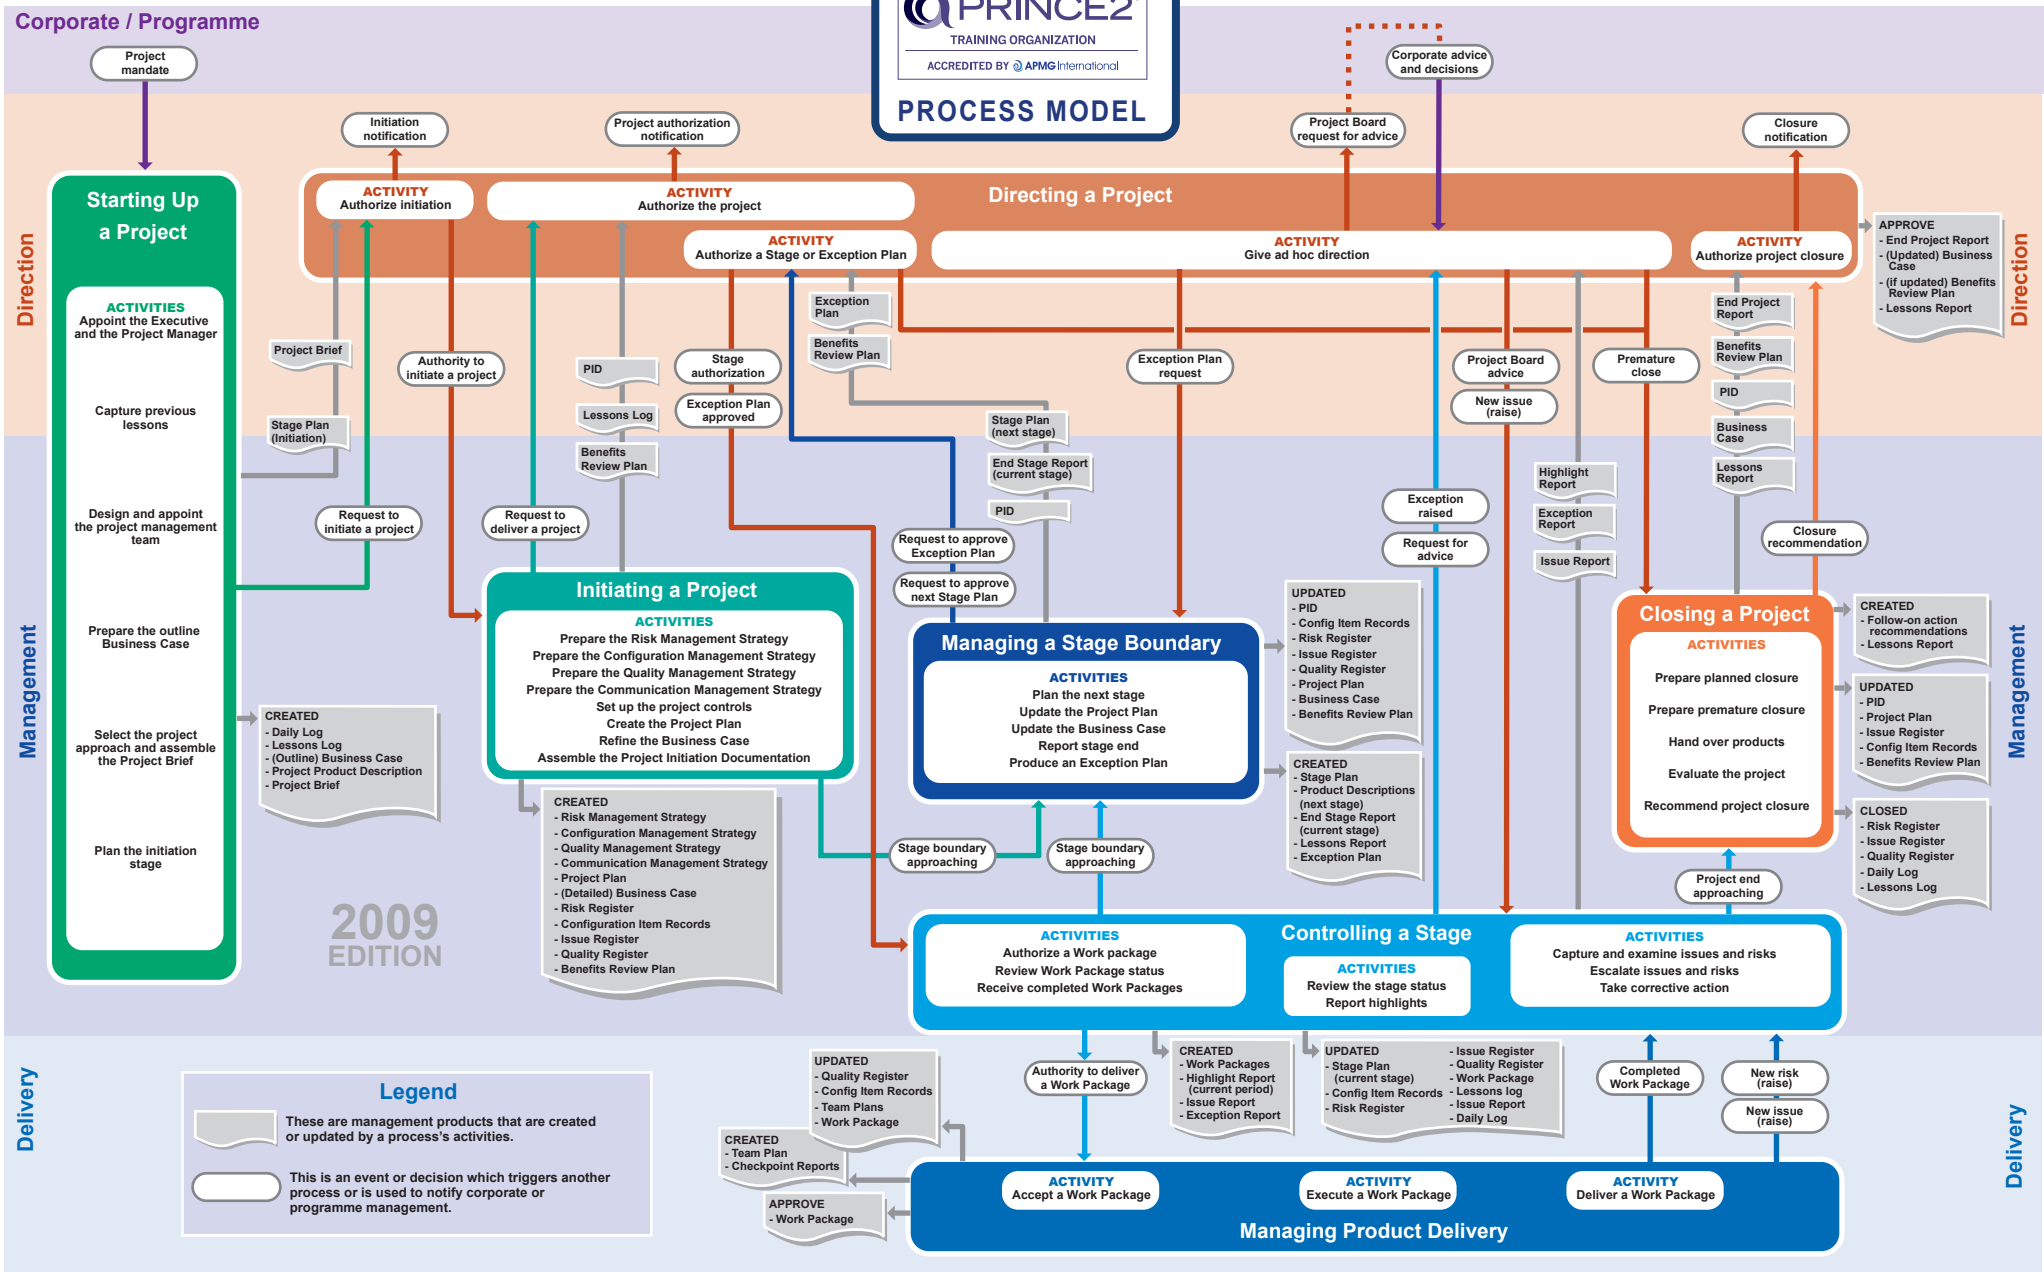 Corporate / Programme
PRINCE2
TRAINING ORGANIZATION
ACCREDITED BY APMG International
PROCESS MODEL
Project
mandate
Corporate advice
and decisions
Direction
Initiation
notification
Project authorization
notification
Project Board
request for advice
Closure
notification
Direction
Starting Up
a Project
ACTIVITIES
Appoint the Executive
and the Project Manager
Capture previous
lessons
Design and appoint
the project management
team
Prepare the outline
Business Case
Select the project
approach and assemble
the Project Brief
Plan the initiation
stage
Directing a Project
ACTIVITY
Authorize initiation
ACTIVITY
Authorize the project
ACTIVITY
Authorize a Stage or Exception Plan
ACTIVITY
Give ad hoc direction
ACTIVITY
Authorize project closure
APPROVE
- End Project Report
- (Updated) Business
Case
- (if updated) Benefits
Review Plan
- Lessons Report
Project Brief
Stage Plan
(Initiation)
Authority to
initiate a project
Request to
initiate a project
PID
Lessons Log
Benefits
Review Plan
Request to
deliver a project
Stage
authorization
Exception Plan
approved
Exception
Plan
Benefits
Review Plan
Stage Plan
(next stage)
End Stage Report
(current stage)
PID
Request to approve
Exception Plan
Request to approve
next Stage Plan
Exception Plan
request
Exception
raised
Request for
advice
Project Board
advice
New issue
(raise)
Highlight
Report
Exception
Report
Issue Report
Premature
close
End Project
Report
Benefits
Review Plan
PID
Business
Case
Lessons
Report
Closure
recommendation
Management
Management
CREATED
- Daily Log
- Lessons Log
- (Outline) Business Case
- Project Product Description
- Project Brief
Initiating a Project
ACTIVITIES
Prepare the Risk Management Strategy
Prepare the Configuration Management Strategy
Prepare the Quality Management Strategy
Prepare the Communication Management Strategy
Set up the project controls
Create the Project Plan
Refine the Business Case
Assemble the Project Initiation Documentation
CREATED
- Risk Management Strategy
- Configuration Management Strategy
- Quality Management Strategy
- Communication Management Strategy
- Project Plan
- (Detailed) Business Case
- Risk Register
- Configuration Item Records
- Issue Register
- Quality Register
- Benefits Review Plan
2009
EDITION
Managing a Stage Boundary
ACTIVITIES
Plan the next stage
Update the Project Plan
Update the Business Case
Report stage end
Produce an Exception Plan
UPDATED
- PID
- Config Item Records
- Risk Register
- Issue Register
- Quality Register
- Project Plan
- Business Case
- Benefits Review Plan
CREATED
- Stage Plan
- Product Descriptions
(next stage)
- End Stage Report
(current stage)
- Lessons Report
- Exception Plan
Stage boundary
approaching
Stage boundary
approaching
Closing a Project
ACTIVITIES
Prepare planned closure
Prepare premature closure
Hand over products
Evaluate the project
Recommend project closure
CREATED
- Follow-on action
recommendations
- Lessons Report
UPDATED
- PID
- Project Plan
- Issue Register
- Config Item Records
- Benefits Review Plan
CLOSED
- Risk Register
- Issue Register
- Quality Register
- Daily Log
- Lessons Log
Project end
approaching
Controlling a Stage
ACTIVITIES
Authorize a Work package
Review Work Package status
Receive completed Work Packages
ACTIVITIES
Review the stage status
Report highlights
ACTIVITIES
Capture and examine issues and risks
Escalate issues and risks
Take corrective action
Delivery
Delivery
Legend
These are management products that are created
or updated by a process's activities.
This is an event or decision which triggers another
process or is used to notify corporate or
programme management.
UPDATED
- Quality Register
- Config Item Records
- Team Plans
- Work Package
CREATED
- Team Plan
- Checkpoint Reports
APPROVE
- Work Package
Authority to deliver
a Work Package
CREATED
- Work Packages
- Highlight Report
(current period)
- Issue Report
- Exception Report
UPDATED
- Stage Plan
(current stage)
- Config Item Records
- Risk Register
- Issue Register
- Quality Register
- Work Package
- Lessons log
- Issue Report
- Daily Log
Completed
Work Package
New risk
(raise)
New issue
(raise)
ACTIVITY
Accept a Work Package
ACTIVITY
Execute a Work Package
ACTIVITY
Deliver a Work Package
Managing Product Delivery